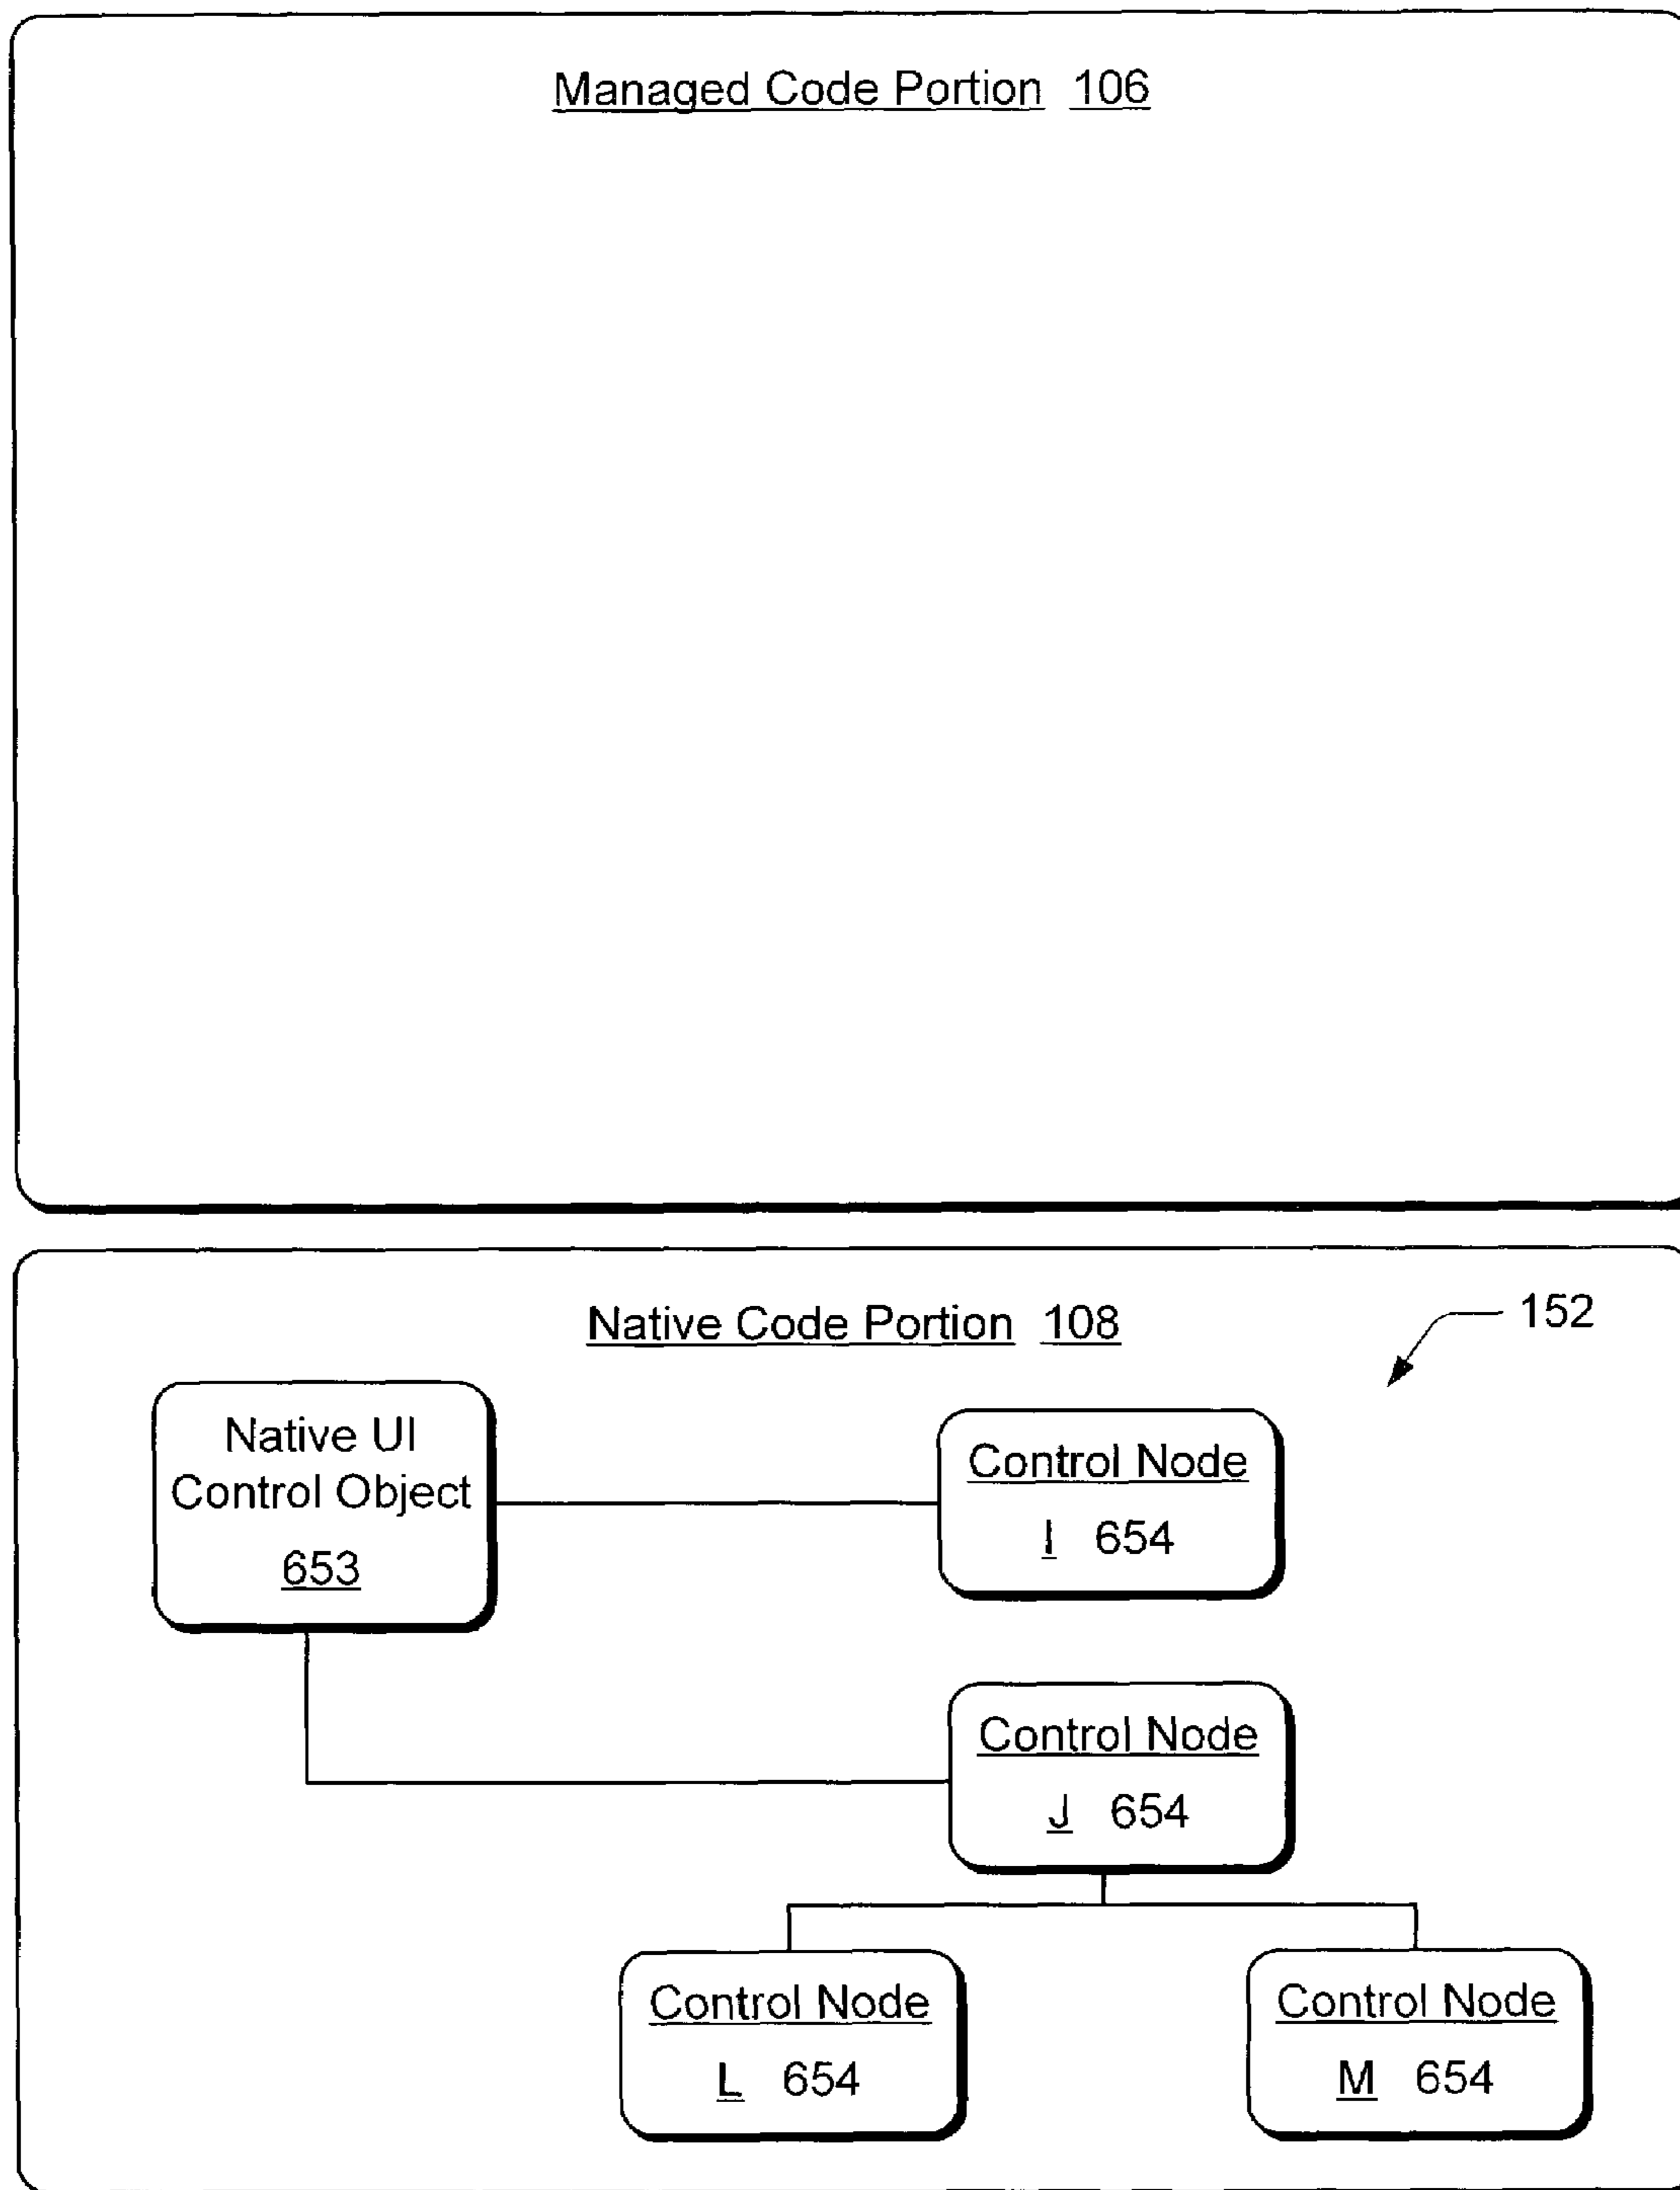 Managed Code Portion 106
Native Code Portion 108
152
Native UI
Control Object
653
Control Node
I 654
Control Node
J 654
Control Node
L 654
Control Node
M 654